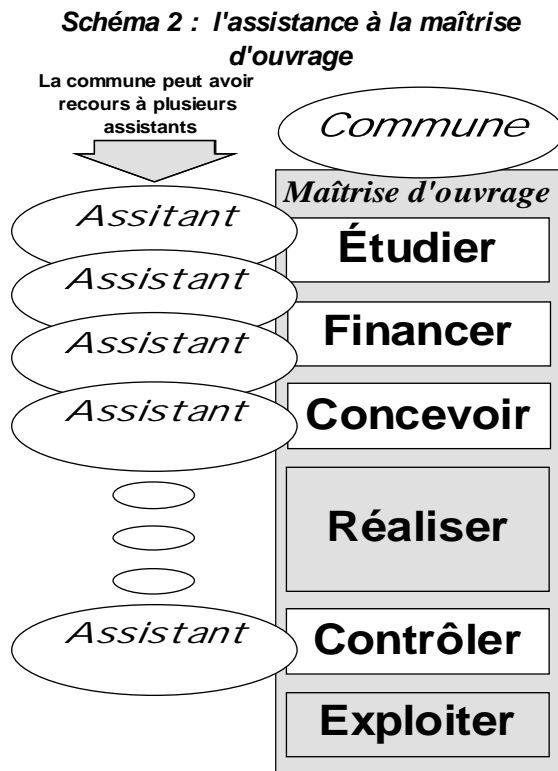 Schéma 2 : l'assistance à la maîtrise
d'ouvrage
La commune peut avoir
recours à plusieurs
assistants
Commune
Maîtrise d'ouvrage
Assitant
Étudier
Assistant
Financer
Assistant
Assistant
Concevoir
Réaliser
Assistant
Contrôler
Exploiter